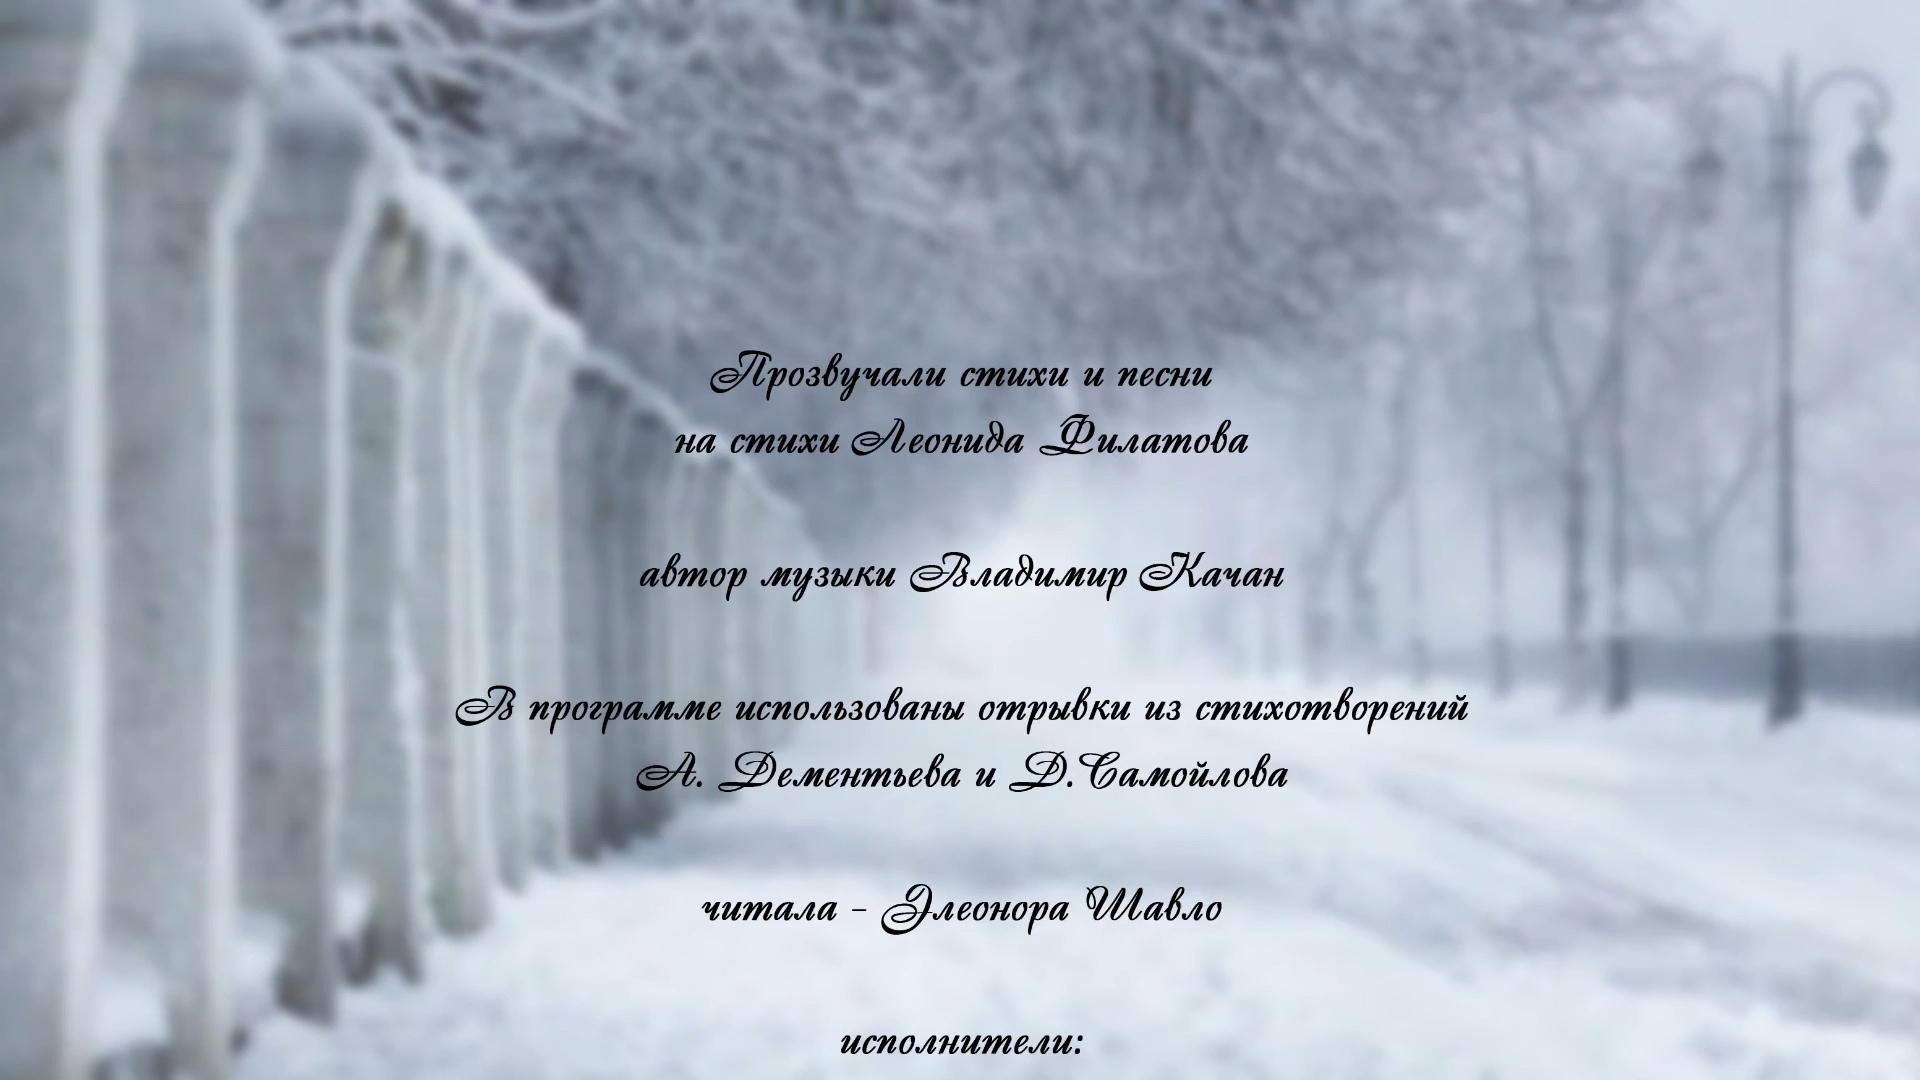 Прозвучали стихи и песни
на стихи Леонида Филатова
автор музыки Владимир Качан
В программе использованы отрывки из стихотворений
А. Дементьева и Д.Самойлова
читала - Элеонора Шавло
исполнители: